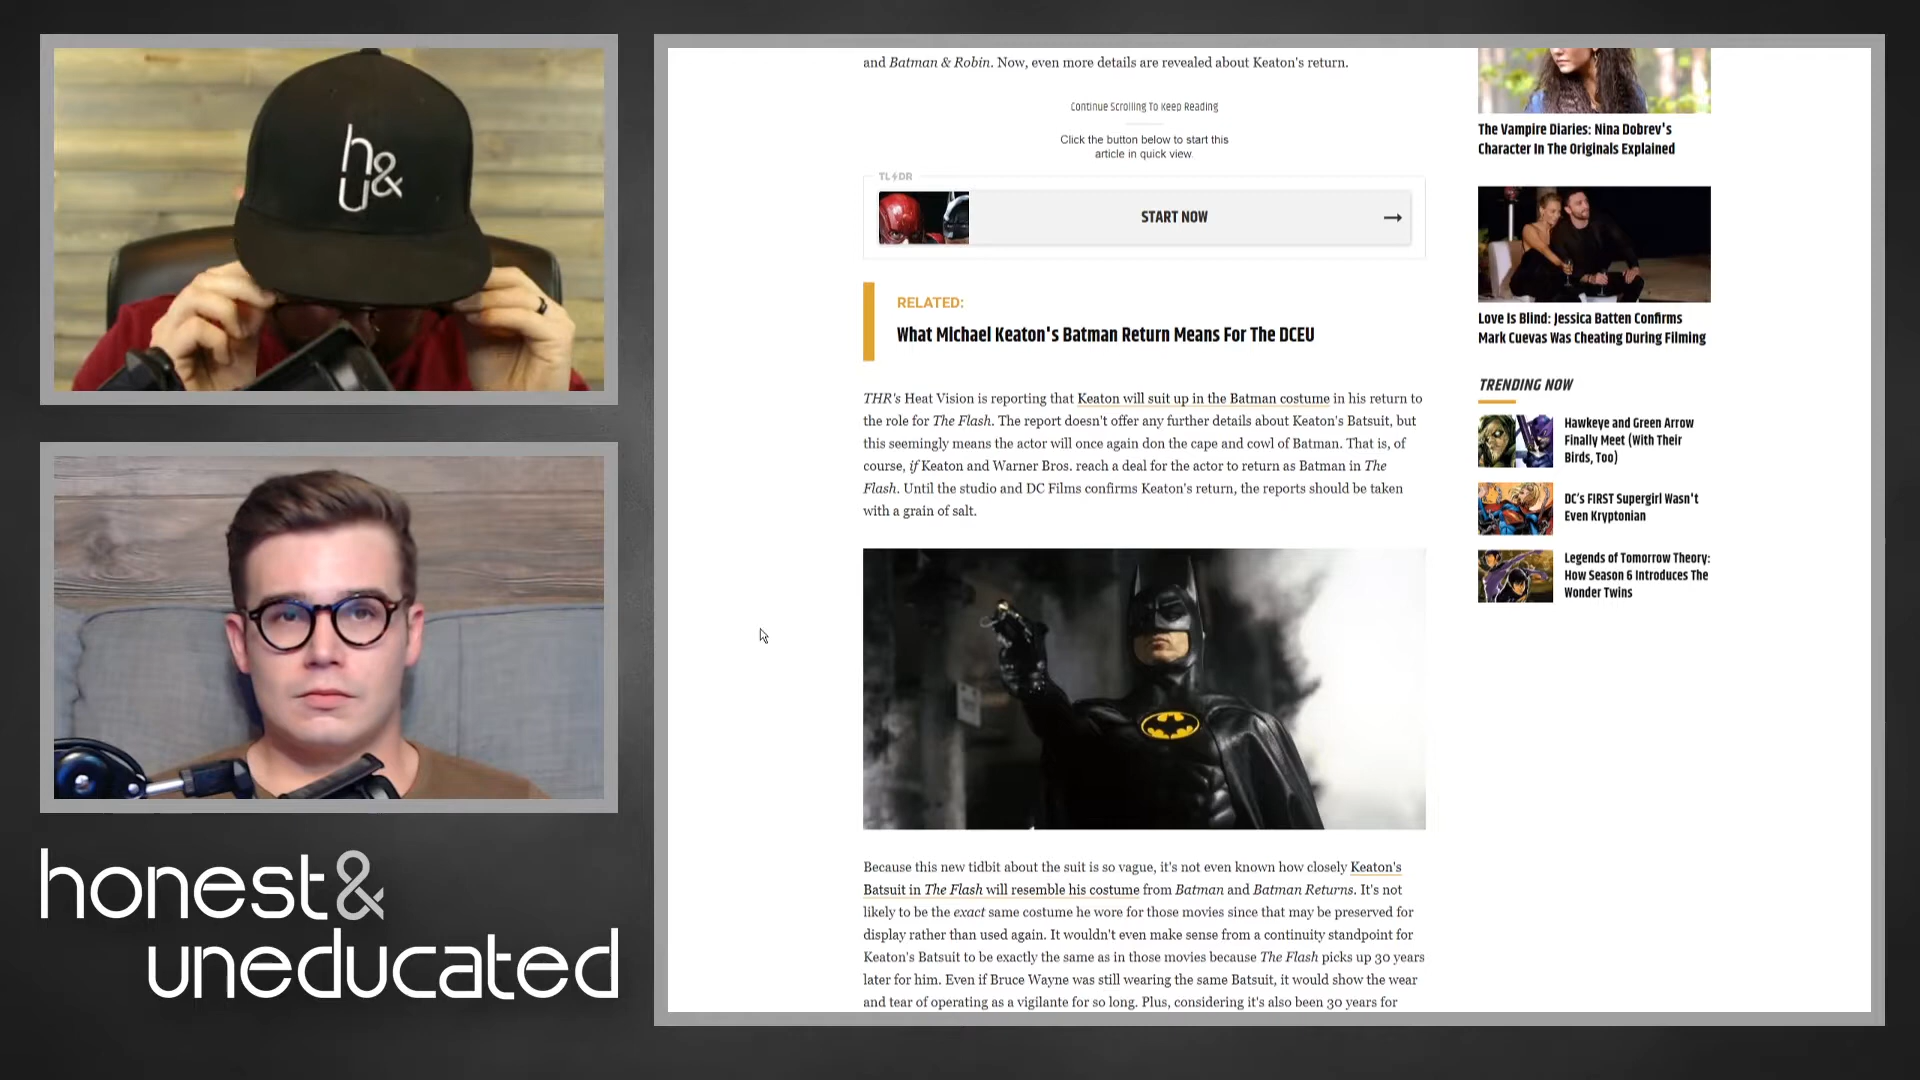 h&
u
honest&
uneducated
and Batman & Robin. Now, even more details are revealed about Keaton's return.
Continue Scrolling To Keep Reading
Click the button below to start this
article in quick view.
TL⚡DR
START NOW →
RELATED:
What Michael Keaton's Batman Return Means For The DCEU
THR's Heat Vision is reporting that Keaton will suit up in the Batman costume in his return to
the role for The Flash. The report doesn't offer any further details about Keaton's Batsuit, but
this seemingly means the actor will once again don the cape and cowl of Batman. That is, of
course, if Keaton and Warner Bros. reach a deal for the actor to return as Batman in The
Flash. Until the studio and DC Films confirms Keaton's return, the reports should be taken
with a grain of salt.
Because this new tidbit about the suit is so vague, it's not even known how closely Keaton's
Batsuit in The Flash will resemble his costume from Batman and Batman Returns. It's not
likely to be the exact same costume he wore for those movies since that may be preserved for
display rather than used again. It wouldn't even make sense from a continuity standpoint for
Keaton's Batsuit to be exactly the same as in those movies because The Flash picks up 30 years
later for him. Even if Bruce Wayne was still wearing the same Batsuit, it would show the wear
and tear of operating as a vigilante for so long. Plus, considering it's also been 30 years for
The Vampire Diaries: Nina Dobrev's
Character In The Originals Explained
Love Is Blind: Jessica Batten Confirms
Mark Cuevas Was Cheating During Filming
TRENDING NOW
Hawkeye and Green Arrow
Finally Meet (With Their
Birds, Too)
DC's FIRST Supergirl Wasn't
Even Kryptonian
Legends of Tomorrow Theory:
How Season 6 Introduces The
Wonder Twins